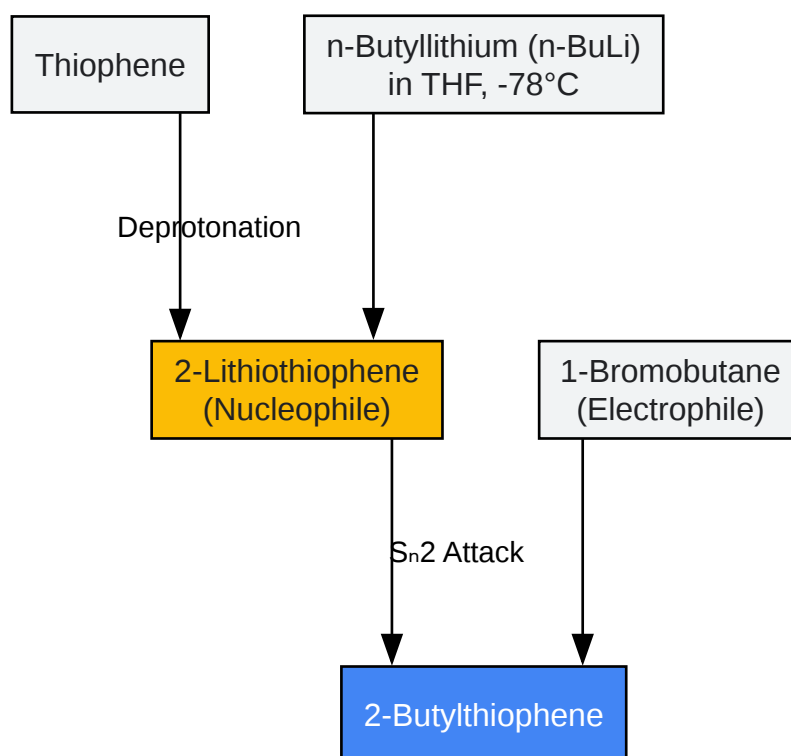 Thiophene
n-Butyllithium (n-BuLi)
in THF, -78°C
Deprotonation
2-Lithiothiophene
(Nucleophile)
1-Bromobutane
(Electrophile)
Sₙ2 Attack
2-Butylthiophene